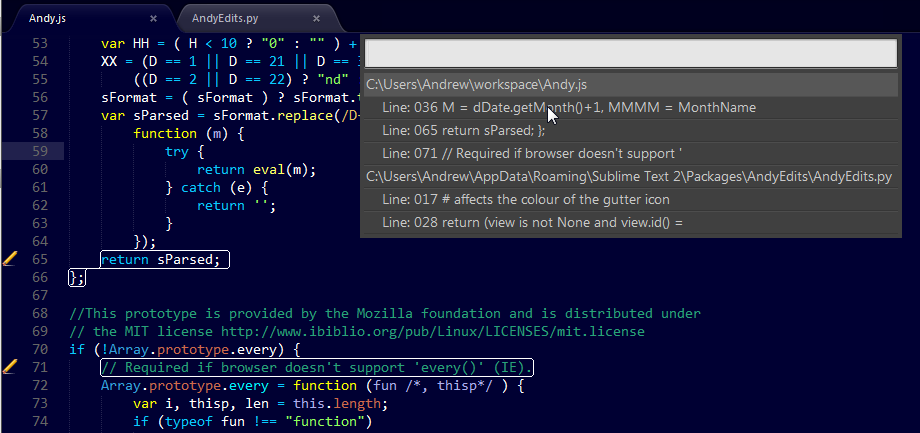 Andy.js × AndyEdits.py ×
53 var HH = ( H < 10 ? "0" : "" ) +
54 XX = (D == 1 || D == 21 || D ==
55 ((D == 2 || D == 22) ? "nd"
56 sFormat = ( sFormat ) ? sFormat.
57 var sParsed = sFormat.replace(/D
58 function (m) {
59 try {
60 return eval(m);
61 } catch (e) {
62 return '';
63 }
64 });
65 return sParsed;
66 };
67
68 //This prototype is provided by the Mozilla foundation and is distributed under
69 // the MIT license http://www.ibiblio.org/pub/Linux/LICENSES/mit.license
70 if (!Array.prototype.every) {
71 // Required if browser doesn't support 'every()' (IE).
72 Array.prototype.every = function (fun /*, thisp*/ ) {
73 var i, thisp, len = this.length;
74 if (typeof fun !== "function")
C:\Users\Andrew\workspace\Andy.js
Line: 036 M = dDate.getMonth()+1, MMMM = MonthName
Line: 065 return sParsed; };
Line: 071 // Required if browser doesn't support '
C:\Users\Andrew\AppData\Roaming\Sublime Text 2\Packages\AndyEdits\AndyEdits.py
Line: 017 # affects the colour of the gutter icon
Line: 028 return (view is not None and view.id() =